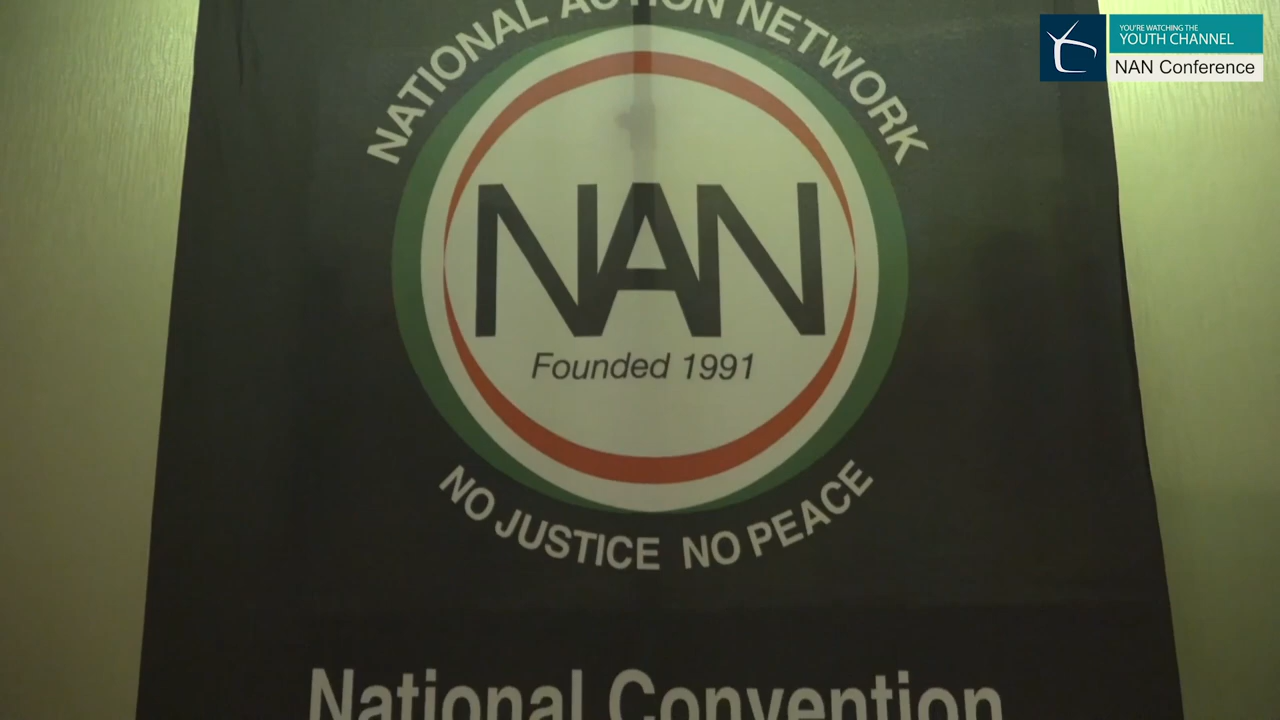 NATIONAL ACTION NETWORK
NAN
Founded 1991
NO JUSTICE NO PEACE
National Convention
YOU'RE WATCHING THE
YOUTH CHANNEL
NAN Conference